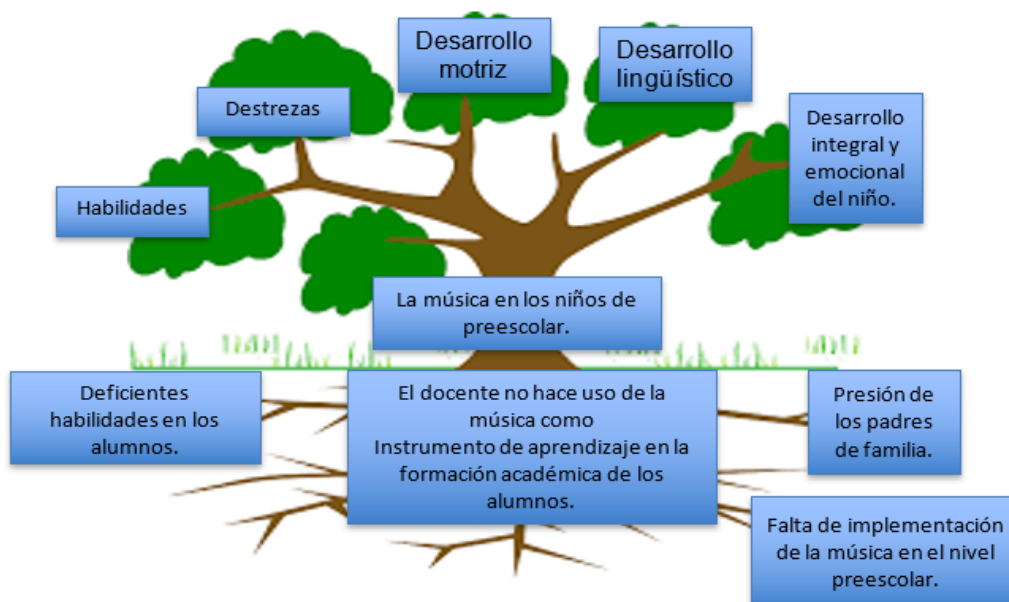 Desarrollo
motriz
Desarrollo
lingüístico
Destrezas
Desarrollo
integral y
emocional
del niño.
Habilidades
La música en los niños de
preescolar.
Deficientes
habilidades en los
alumnos.
El docente no hace uso de la
música como
Instrumento de aprendizaje en la
formación académica de los
alumnos.
Presión de
los padres
de familia.
Falta de implementación
de la música en el nivel
preescolar.